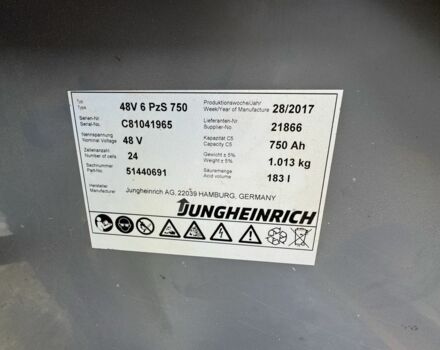 Typ
Type
48V 6 PzS 750
Produktionswoche/Jahr
Week/Year of Manufacture
28/2017
Serien-Nr
Serial-No.
C81041965
Lieferanten-Nr
Supplier-No.
21866
Nennspannung
Nominal Voltage
48 V
Kapazität C5
Capacity C5
750 Ah
Zellenanzahl
Number of cells
24
Gewicht ± 5%
Weight ± 5%
1.013 kg
Sachnummer
Part-No
51440691
Säuremenge
Acid volume
183 l
Hersteller
Manufacturer
Jungheinrich AG, 22039 HAMBURG, GERMANY
JUNGHEINRICH